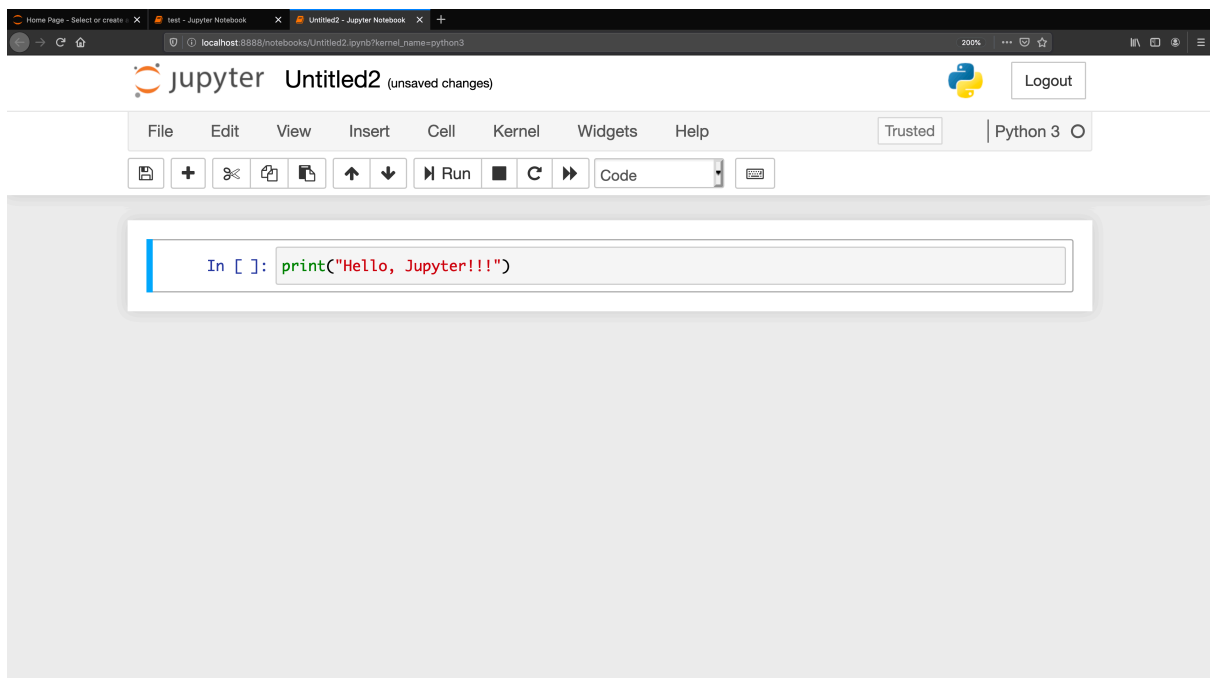 Home Page - Select or create
test - Jupyter Notebook
Untitled2 - Jupyter Notebook
localhost:8888/notebooks/Untitled2.ipynb?kernel_name=python3
200%
jupyter Untitled2 (unsaved changes)
Logout
File Edit View Insert Cell Kernel Widgets Help
Trusted
Python 3
Run
Code
In [ ]: print("Hello, Jupyter!!!")